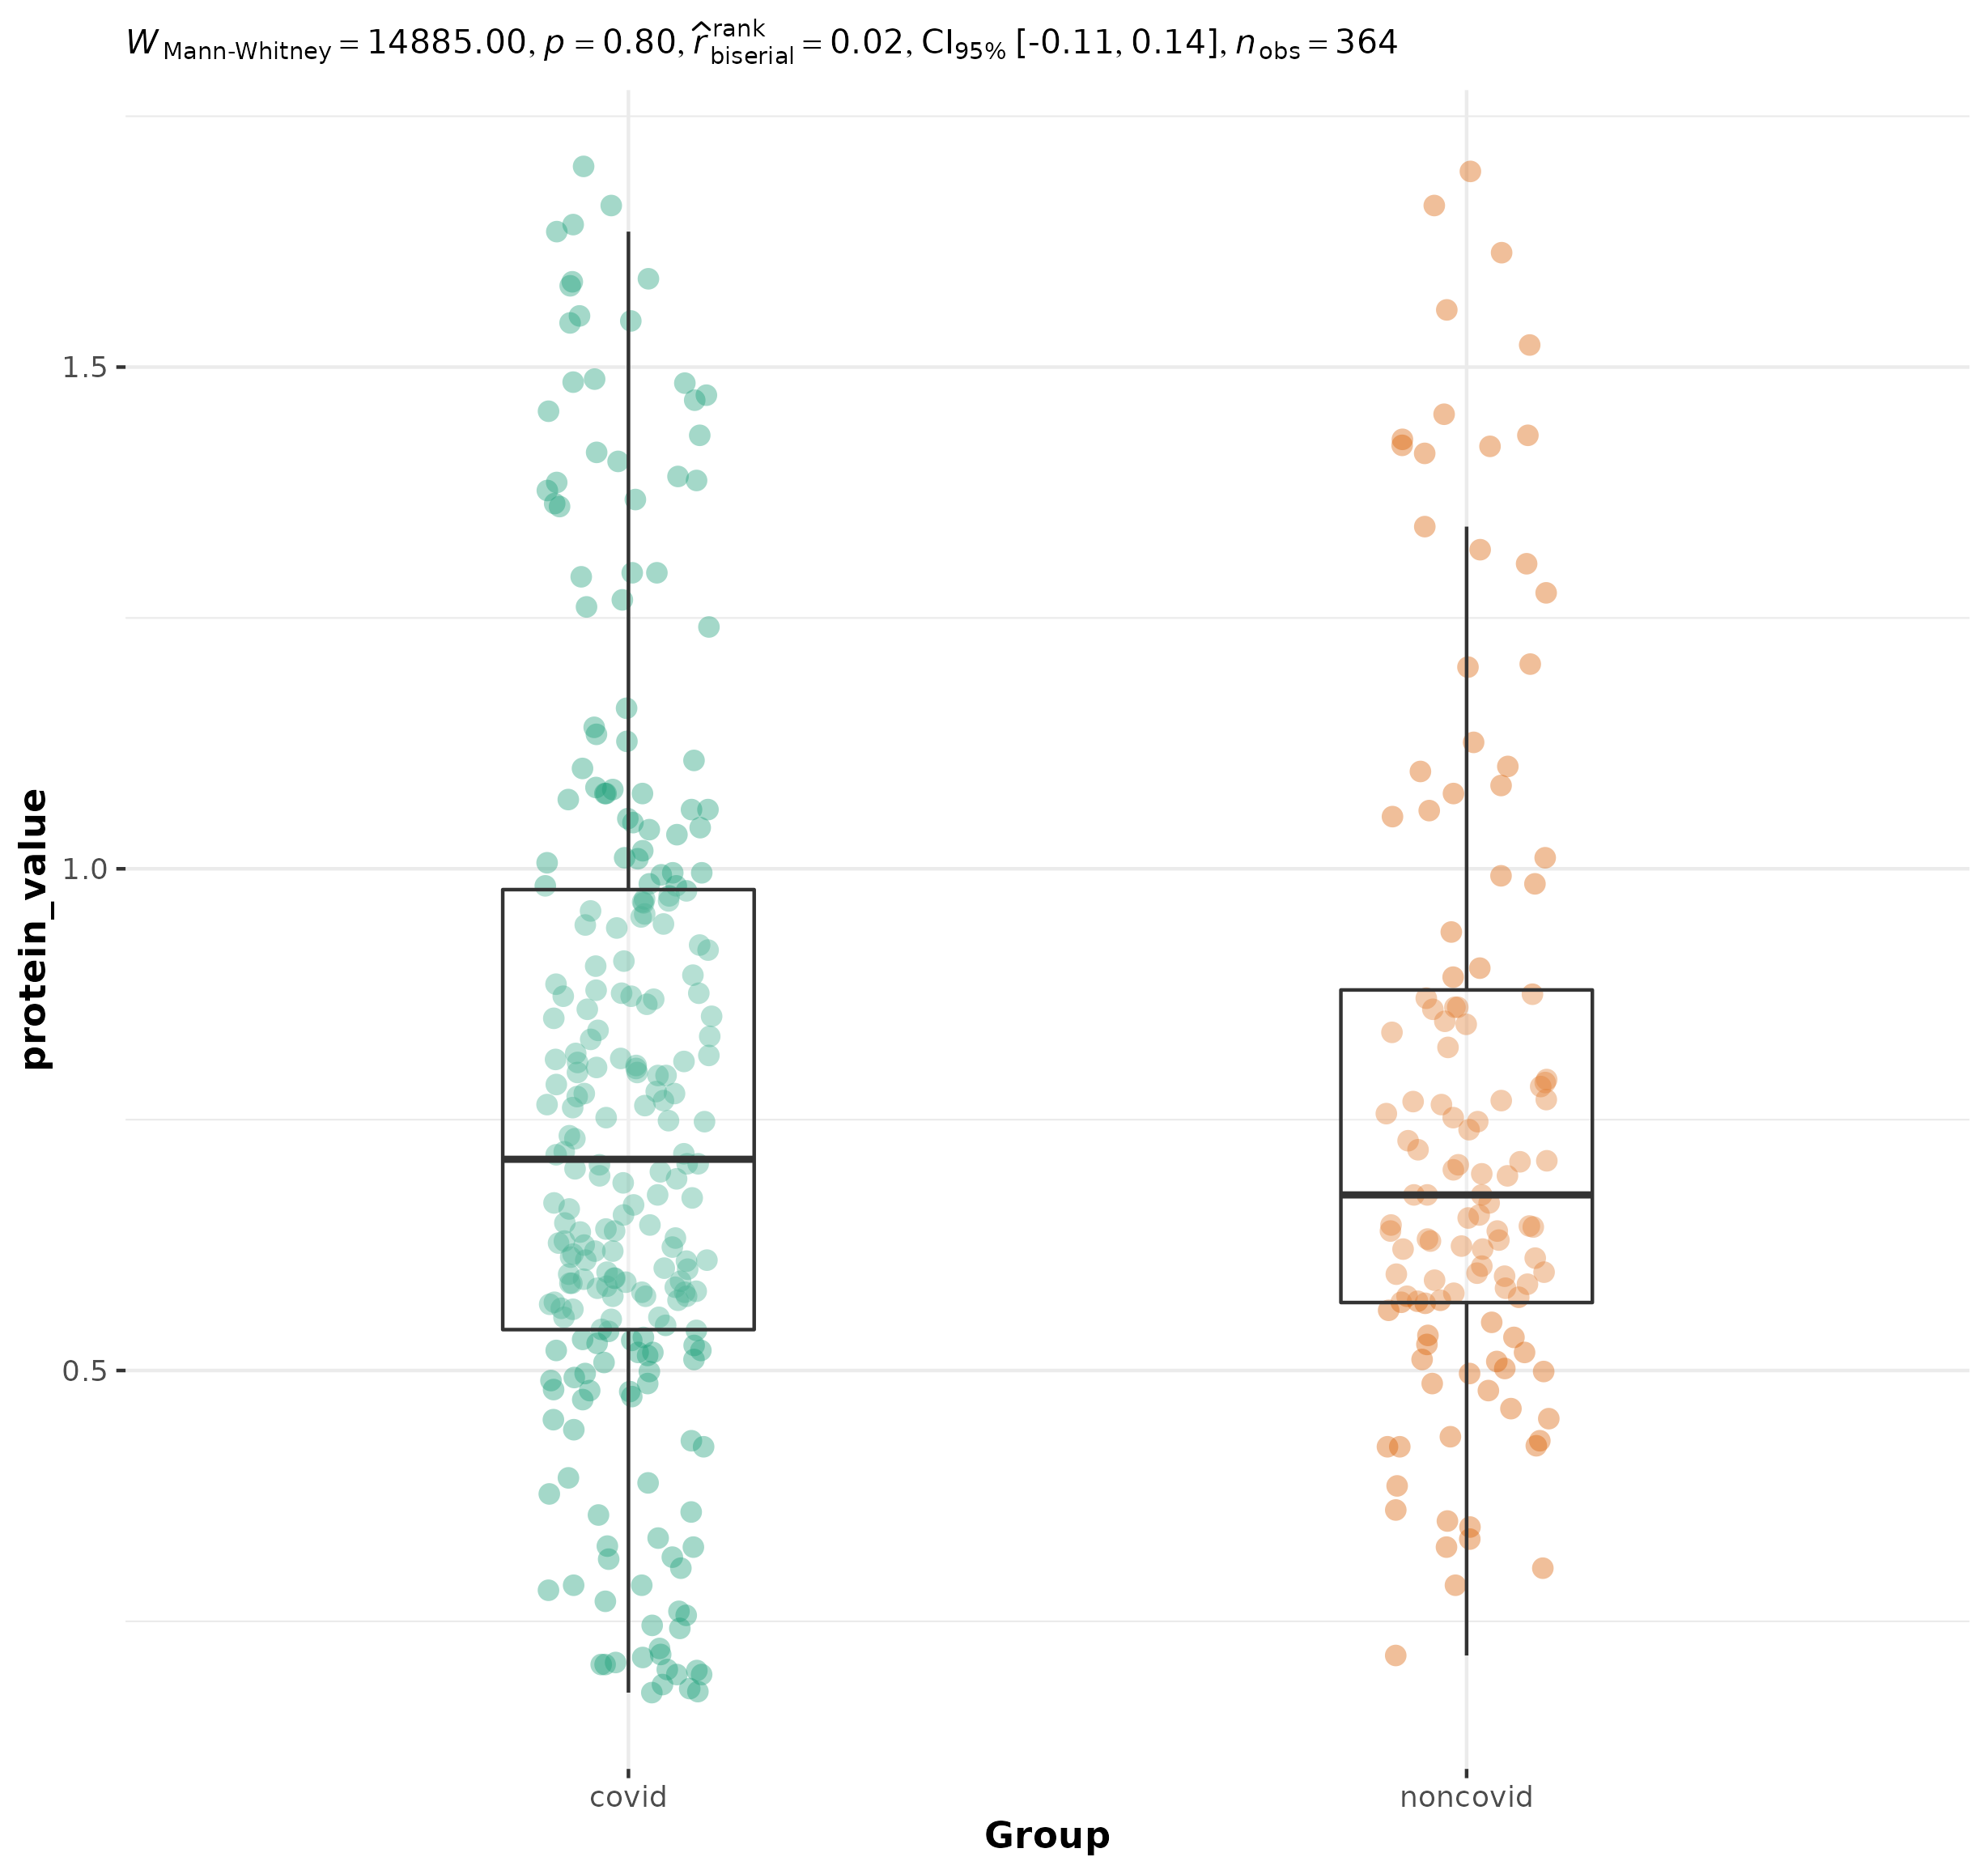 W Mann-Whitney = 14885.00, p = 0.80, r̂ rank biserial = 0.02, CI95% [-0.11, 0.14], nobs = 364
1.5
1.0
0.5
protein_value
covid noncovid
Group